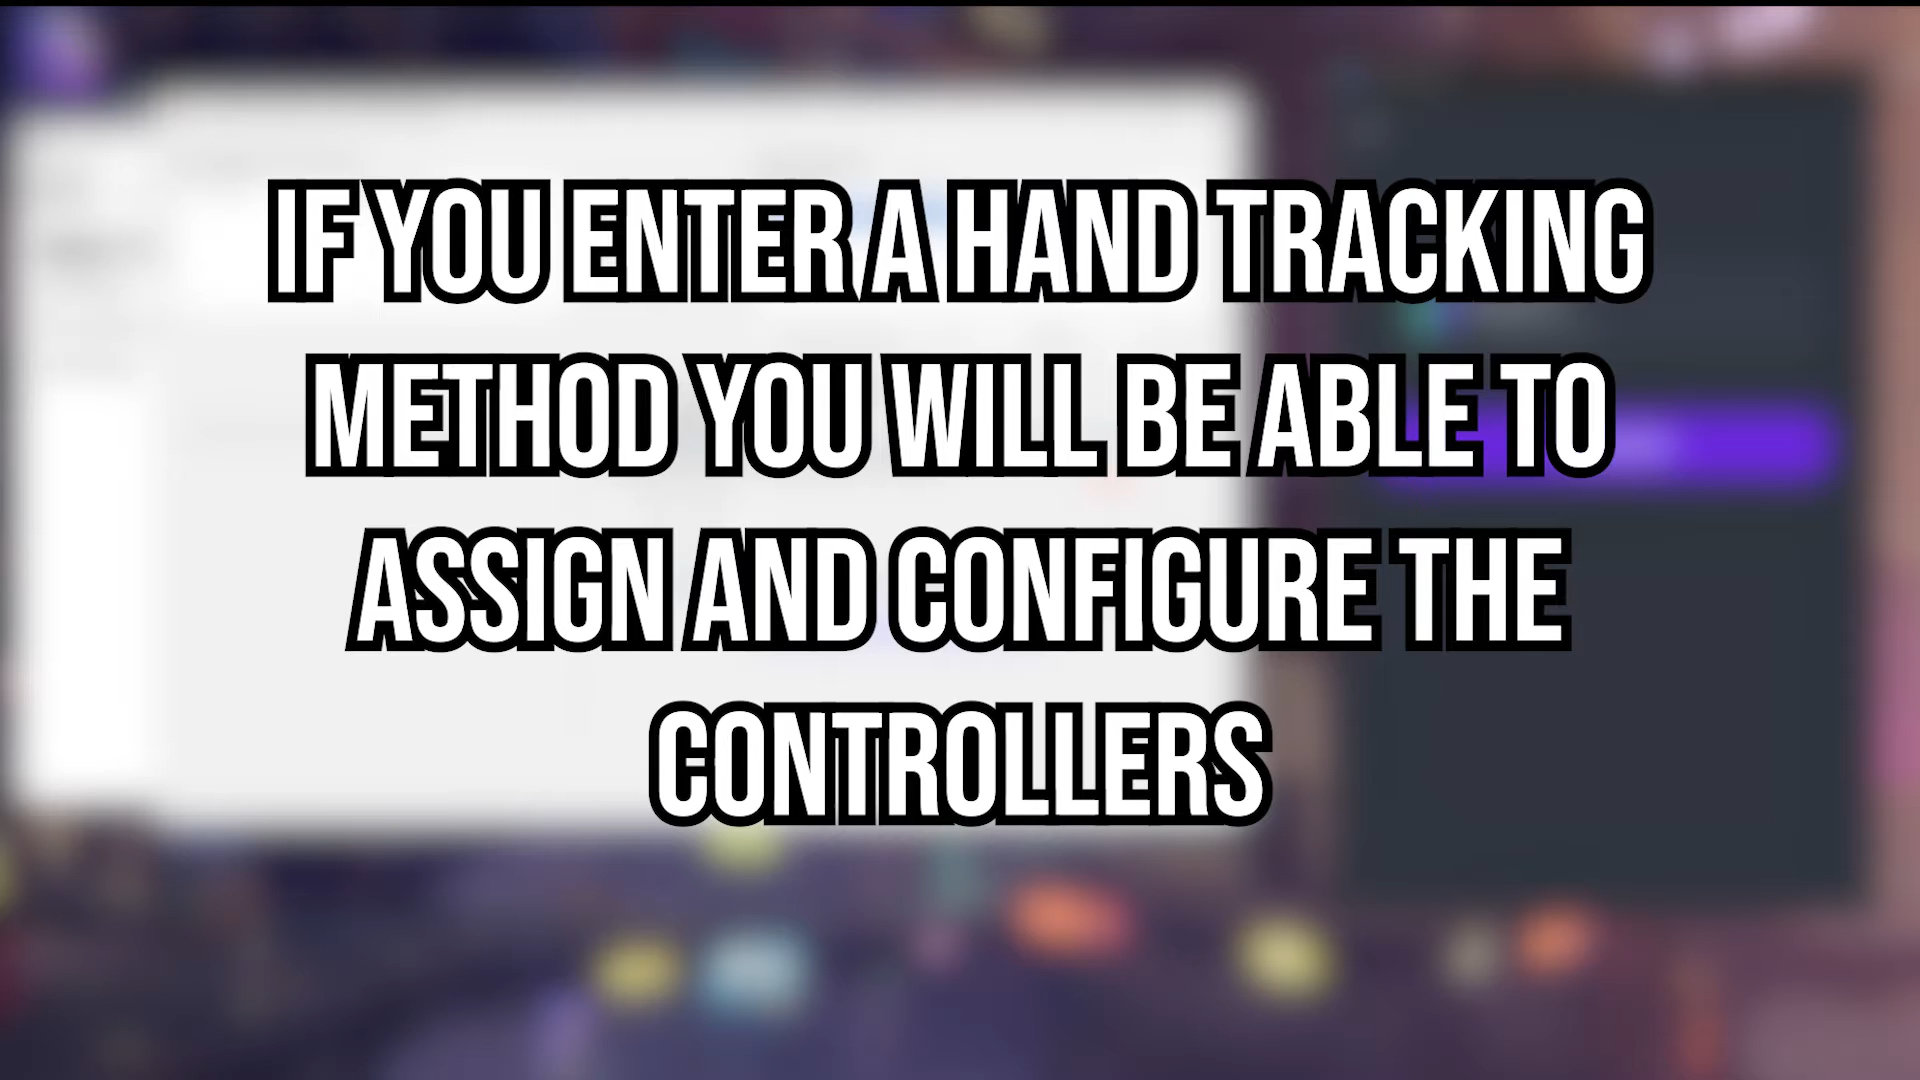 IF YOU ENTER A HAND TRACKING
METHOD YOU WILL BE ABLE TO
ASSIGN AND CONFIGURE THE
CONTROLLERS